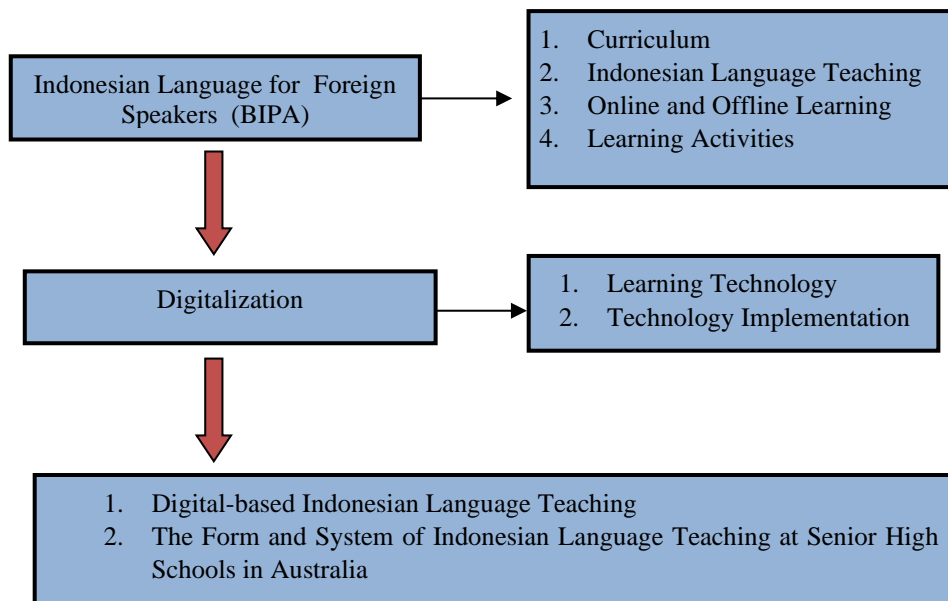 Indonesian Language for Foreign
Speakers (BIPA)
1. Curriculum
2. Indonesian Language Teaching
3. Online and Offline Learning
4. Learning Activities
Digitalization
1. Learning Technology
2. Technology Implementation
1. Digital-based Indonesian Language Teaching
2. The Form and System of Indonesian Language Teaching at Senior High
Schools in Australia